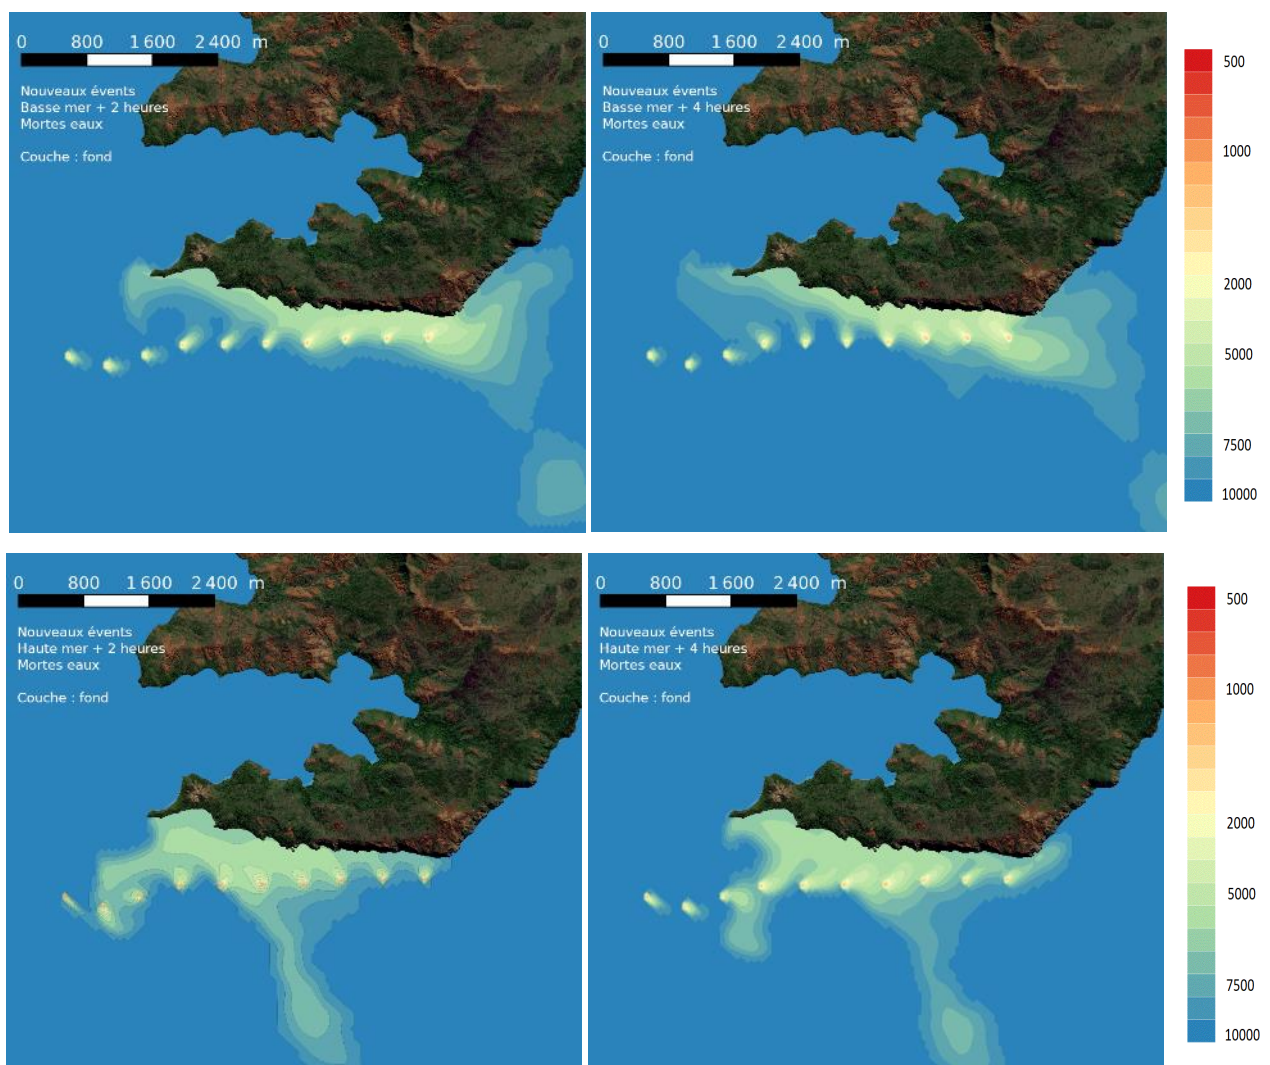 0 800 1 600 2 400 m
Nouveaux évents
Basse mer + 2 heures
Mortes eaux
Couche : fond
0 800 1 600 2 400 m
Nouveaux évents
Basse mer + 4 heures
Mortes eaux
Couche : fond
500
1000
2000
5000
7500
10000
0 800 1 600 2 400 m
Nouveaux évents
Haute mer + 2 heures
Mortes eaux
Couche : fond
0 800 1 600 2 400 m
Nouveaux évents
Haute mer + 4 heures
Mortes eaux
Couche : fond
500
1000
2000
5000
7500
10000